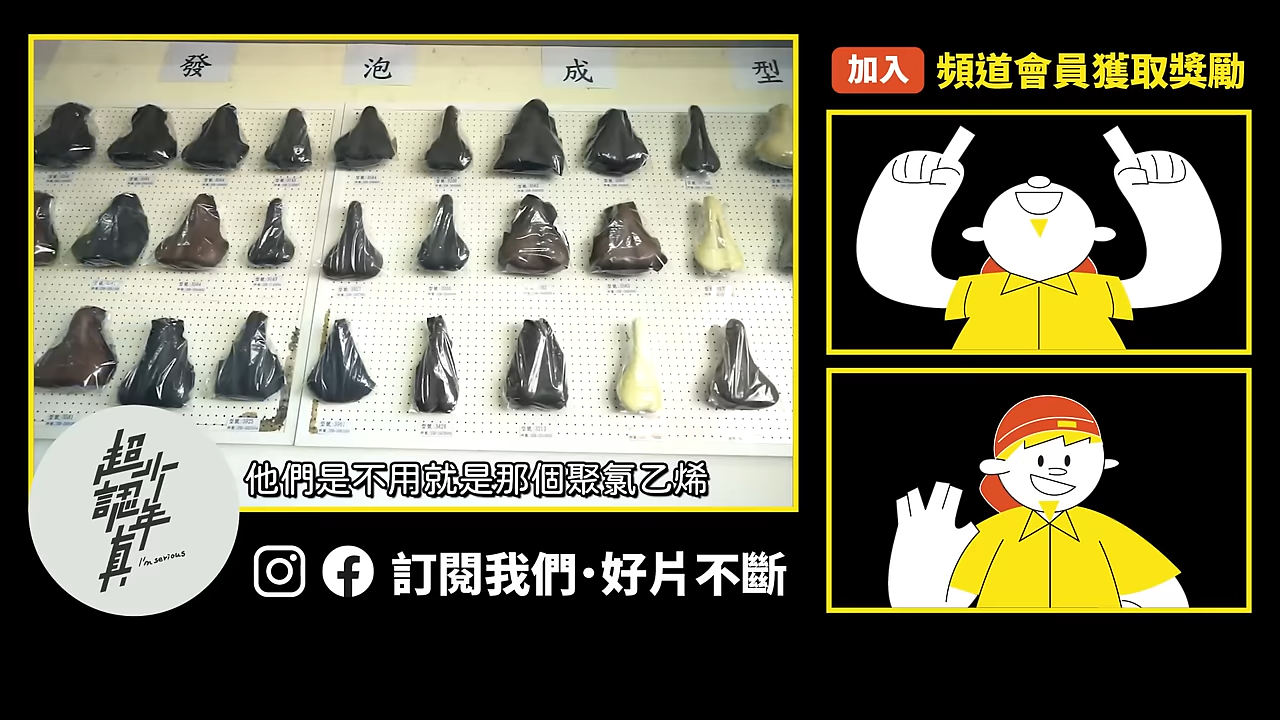 發 泡 成 型
他們是不用就是那個聚氯乙烯
超認真少年
I'm serious
訂閱我們·好片不斷
加入 頻道會員獲取獎勵